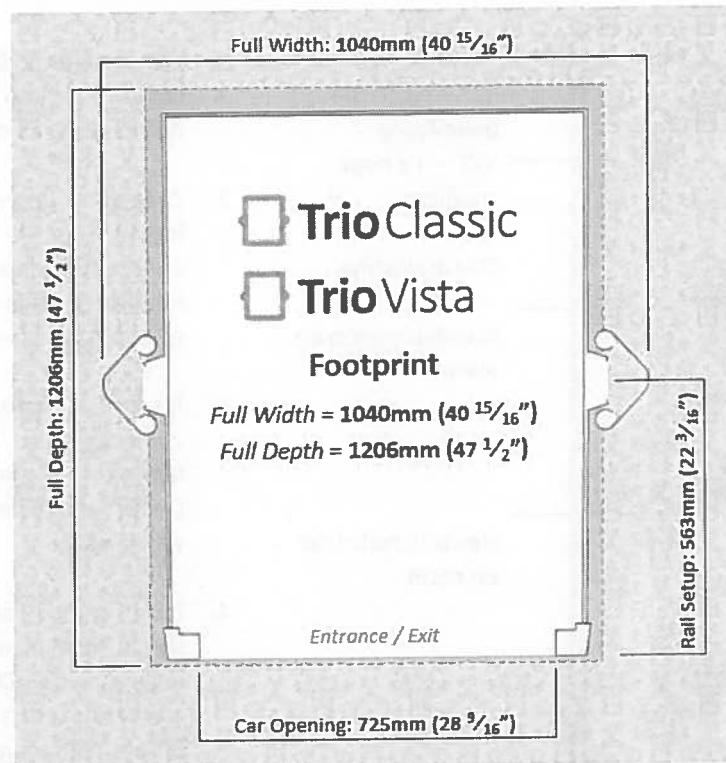 Full Width: 1040mm (40 15/16")
Full Depth: 1206mm (47 1/2")
Trio Classic
Trio Vista
Footprint
Full Width = 1040mm (40 15/16")
Full Depth = 1206mm (47 1/2")
Rail Setup: 563mm (22 3/16")
Entrance / Exit
Car Opening: 725mm (28 9/16")